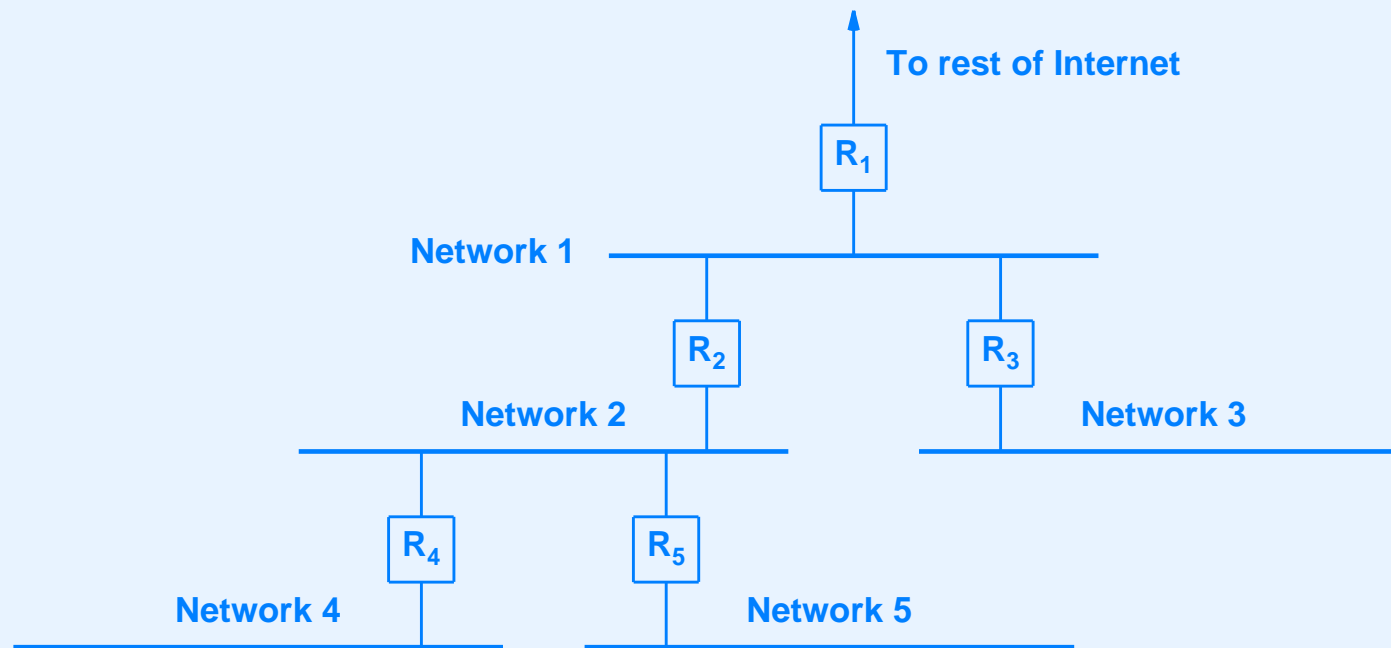 To rest of Internet
R1
Network 1
R2
R3
Network 2
Network 3
R4
R5
Network 4
Network 5